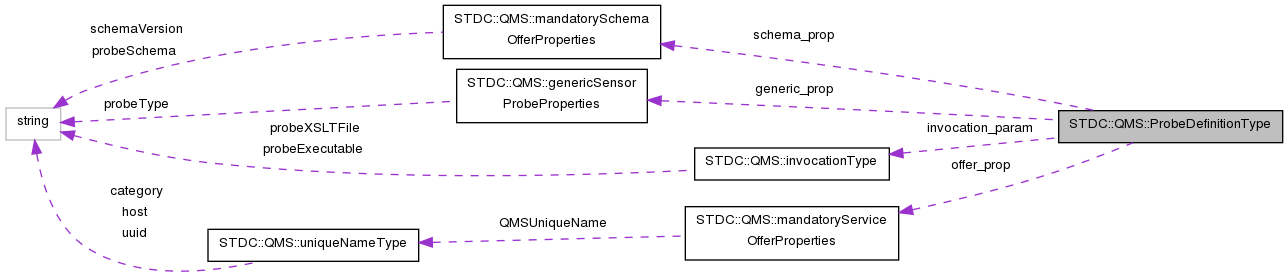 STDC::QMS::mandatorySchema
OfferProperties
schemaVersion
probeSchema
schema_prop
STDC::QMS::genericSensor
ProbeProperties
probeType
generic_prop
string
STDC::QMS::ProbeDefinitionType
probeXSLTFile
probeExecutable
invocation_param
STDC::QMS::invocationType
offer_prop
category
host
uuid
QMSUniqueName
STDC::QMS::mandatoryService
OfferProperties
STDC::QMS::uniqueNameType